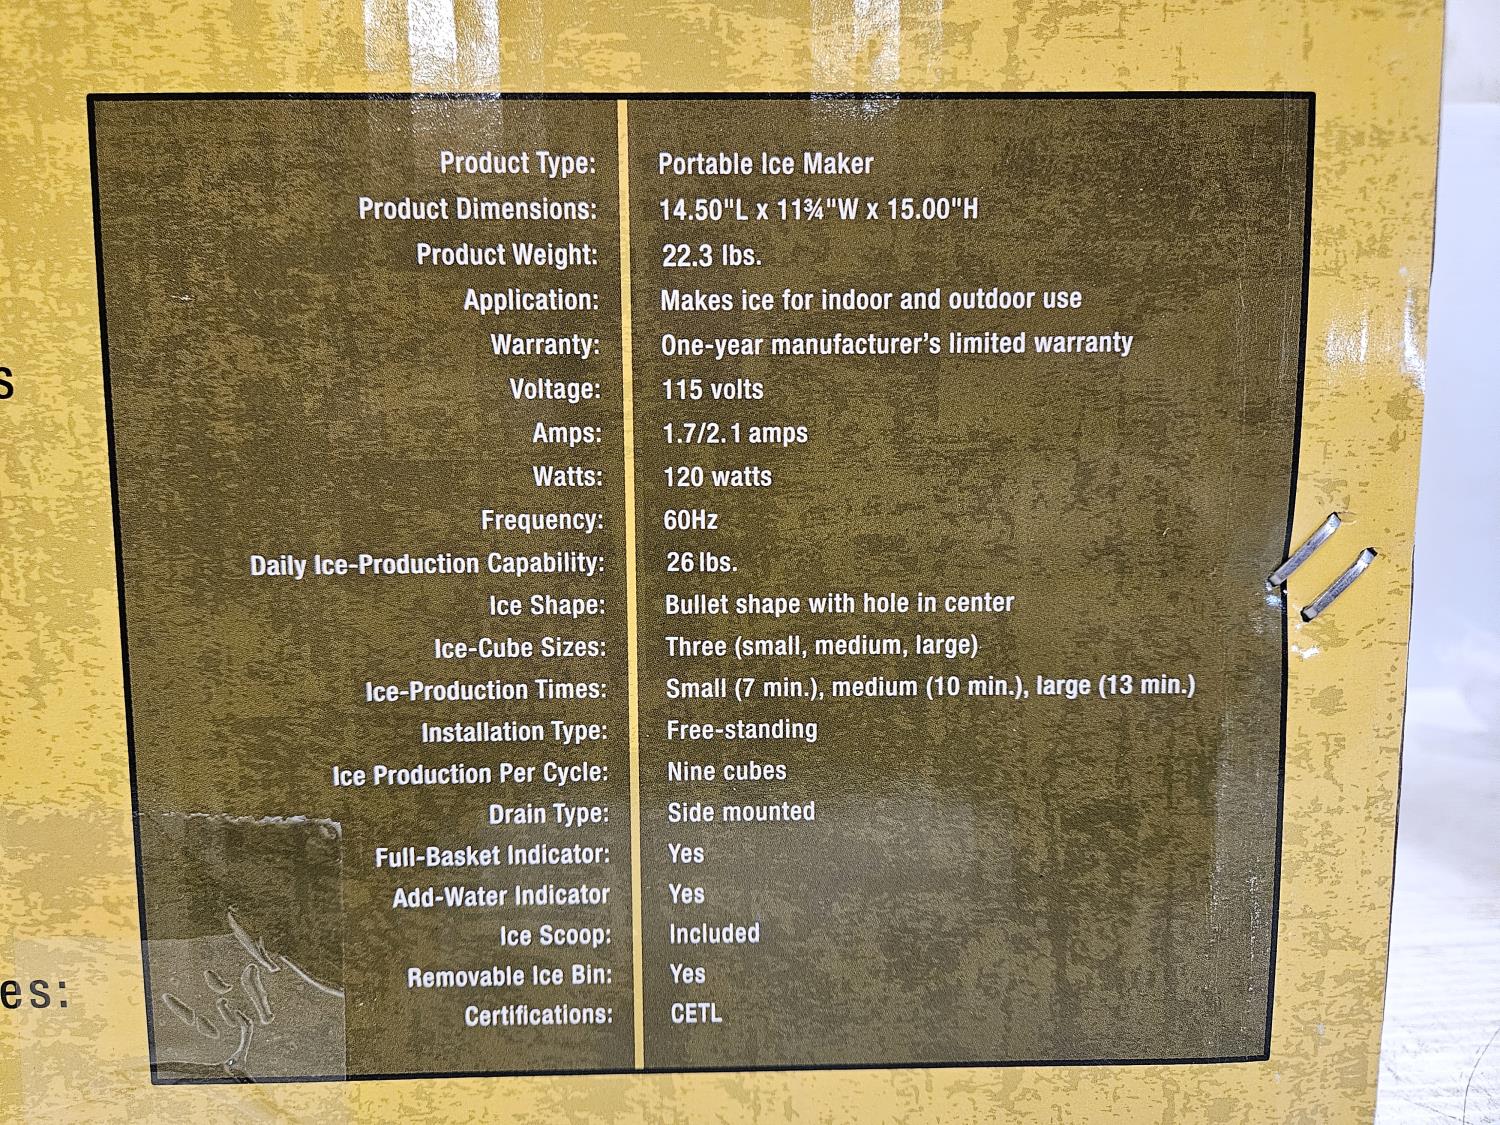 Product Type: Portable Ice Maker
Product Dimensions: 14.50"L x 11¾"W x 15.00"H
Product Weight: 22.3 lbs.
Application: Makes ice for indoor and outdoor use
Warranty: One-year manufacturer's limited warranty
s
Voltage: 115 volts
Amps: 1.7/2.1 amps
Watts: 120 watts
Frequency: 60Hz
Daily Ice-Production Capability: 26 lbs.
Ice Shape: Bullet shape with hole in center
Ice-Cube Sizes: Three (small, medium, large)
Ice-Production Times: Small (7 min.), medium (10 min.), large (13 min.)
Installation Type: Free-standing
Ice Production Per Cycle: Nine cubes
Drain Type: Side mounted
Full-Basket Indicator: Yes
Add-Water Indicator Yes
Ice Scoop: Included
Removable Ice Bin: Yes
es:
Certifications: CETL